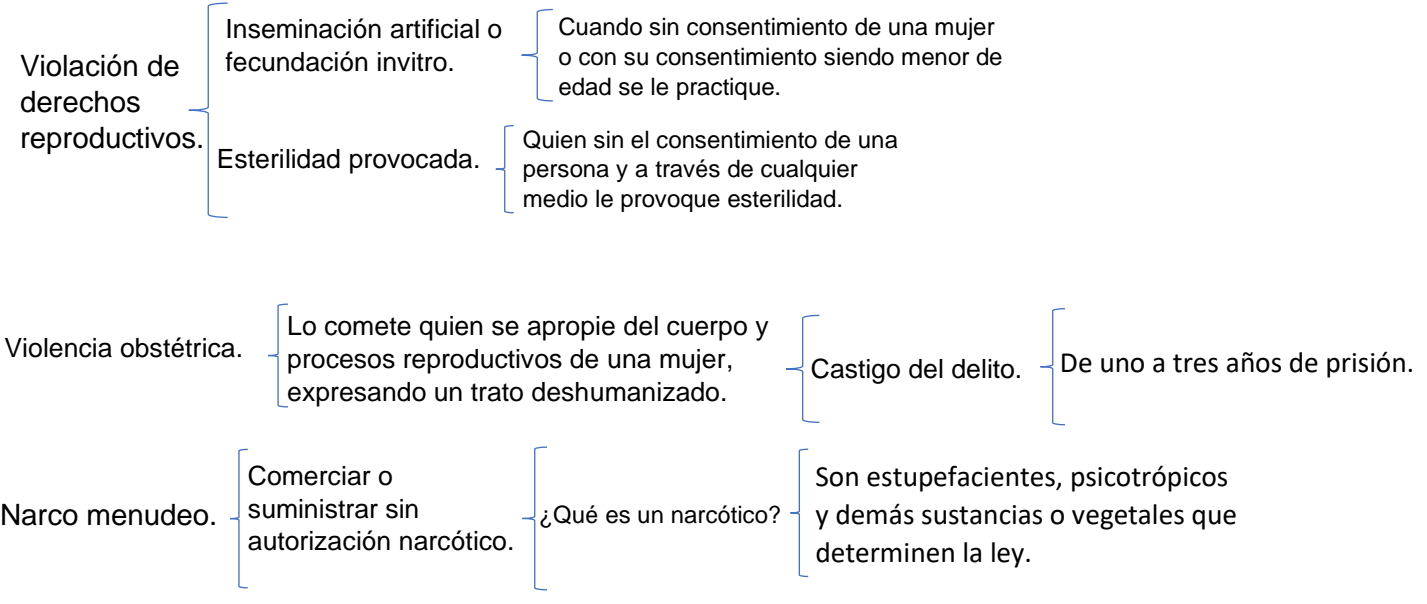 Violación de
derechos
reproductivos.
Inseminación artificial o
fecundación invitro.
Cuando sin consentimiento de una mujer
o con su consentimiento siendo menor de
edad se le practique.
Esterilidad provocada.
Quien sin el consentimiento de una
persona y a través de cualquier
medio le provoque esterilidad.
Violencia obstétrica.
Lo comete quien se apropie del cuerpo y
procesos reproductivos de una mujer,
expresando un trato deshumanizado.
Castigo del delito.
De uno a tres años de prisión.
Narco menudeo.
Comerciar o
suministrar sin
autorización narcótico.
¿Qué es un narcótico?
Son estupefacientes, psicotrópicos
y demás sustancias o vegetales que
determinen la ley.